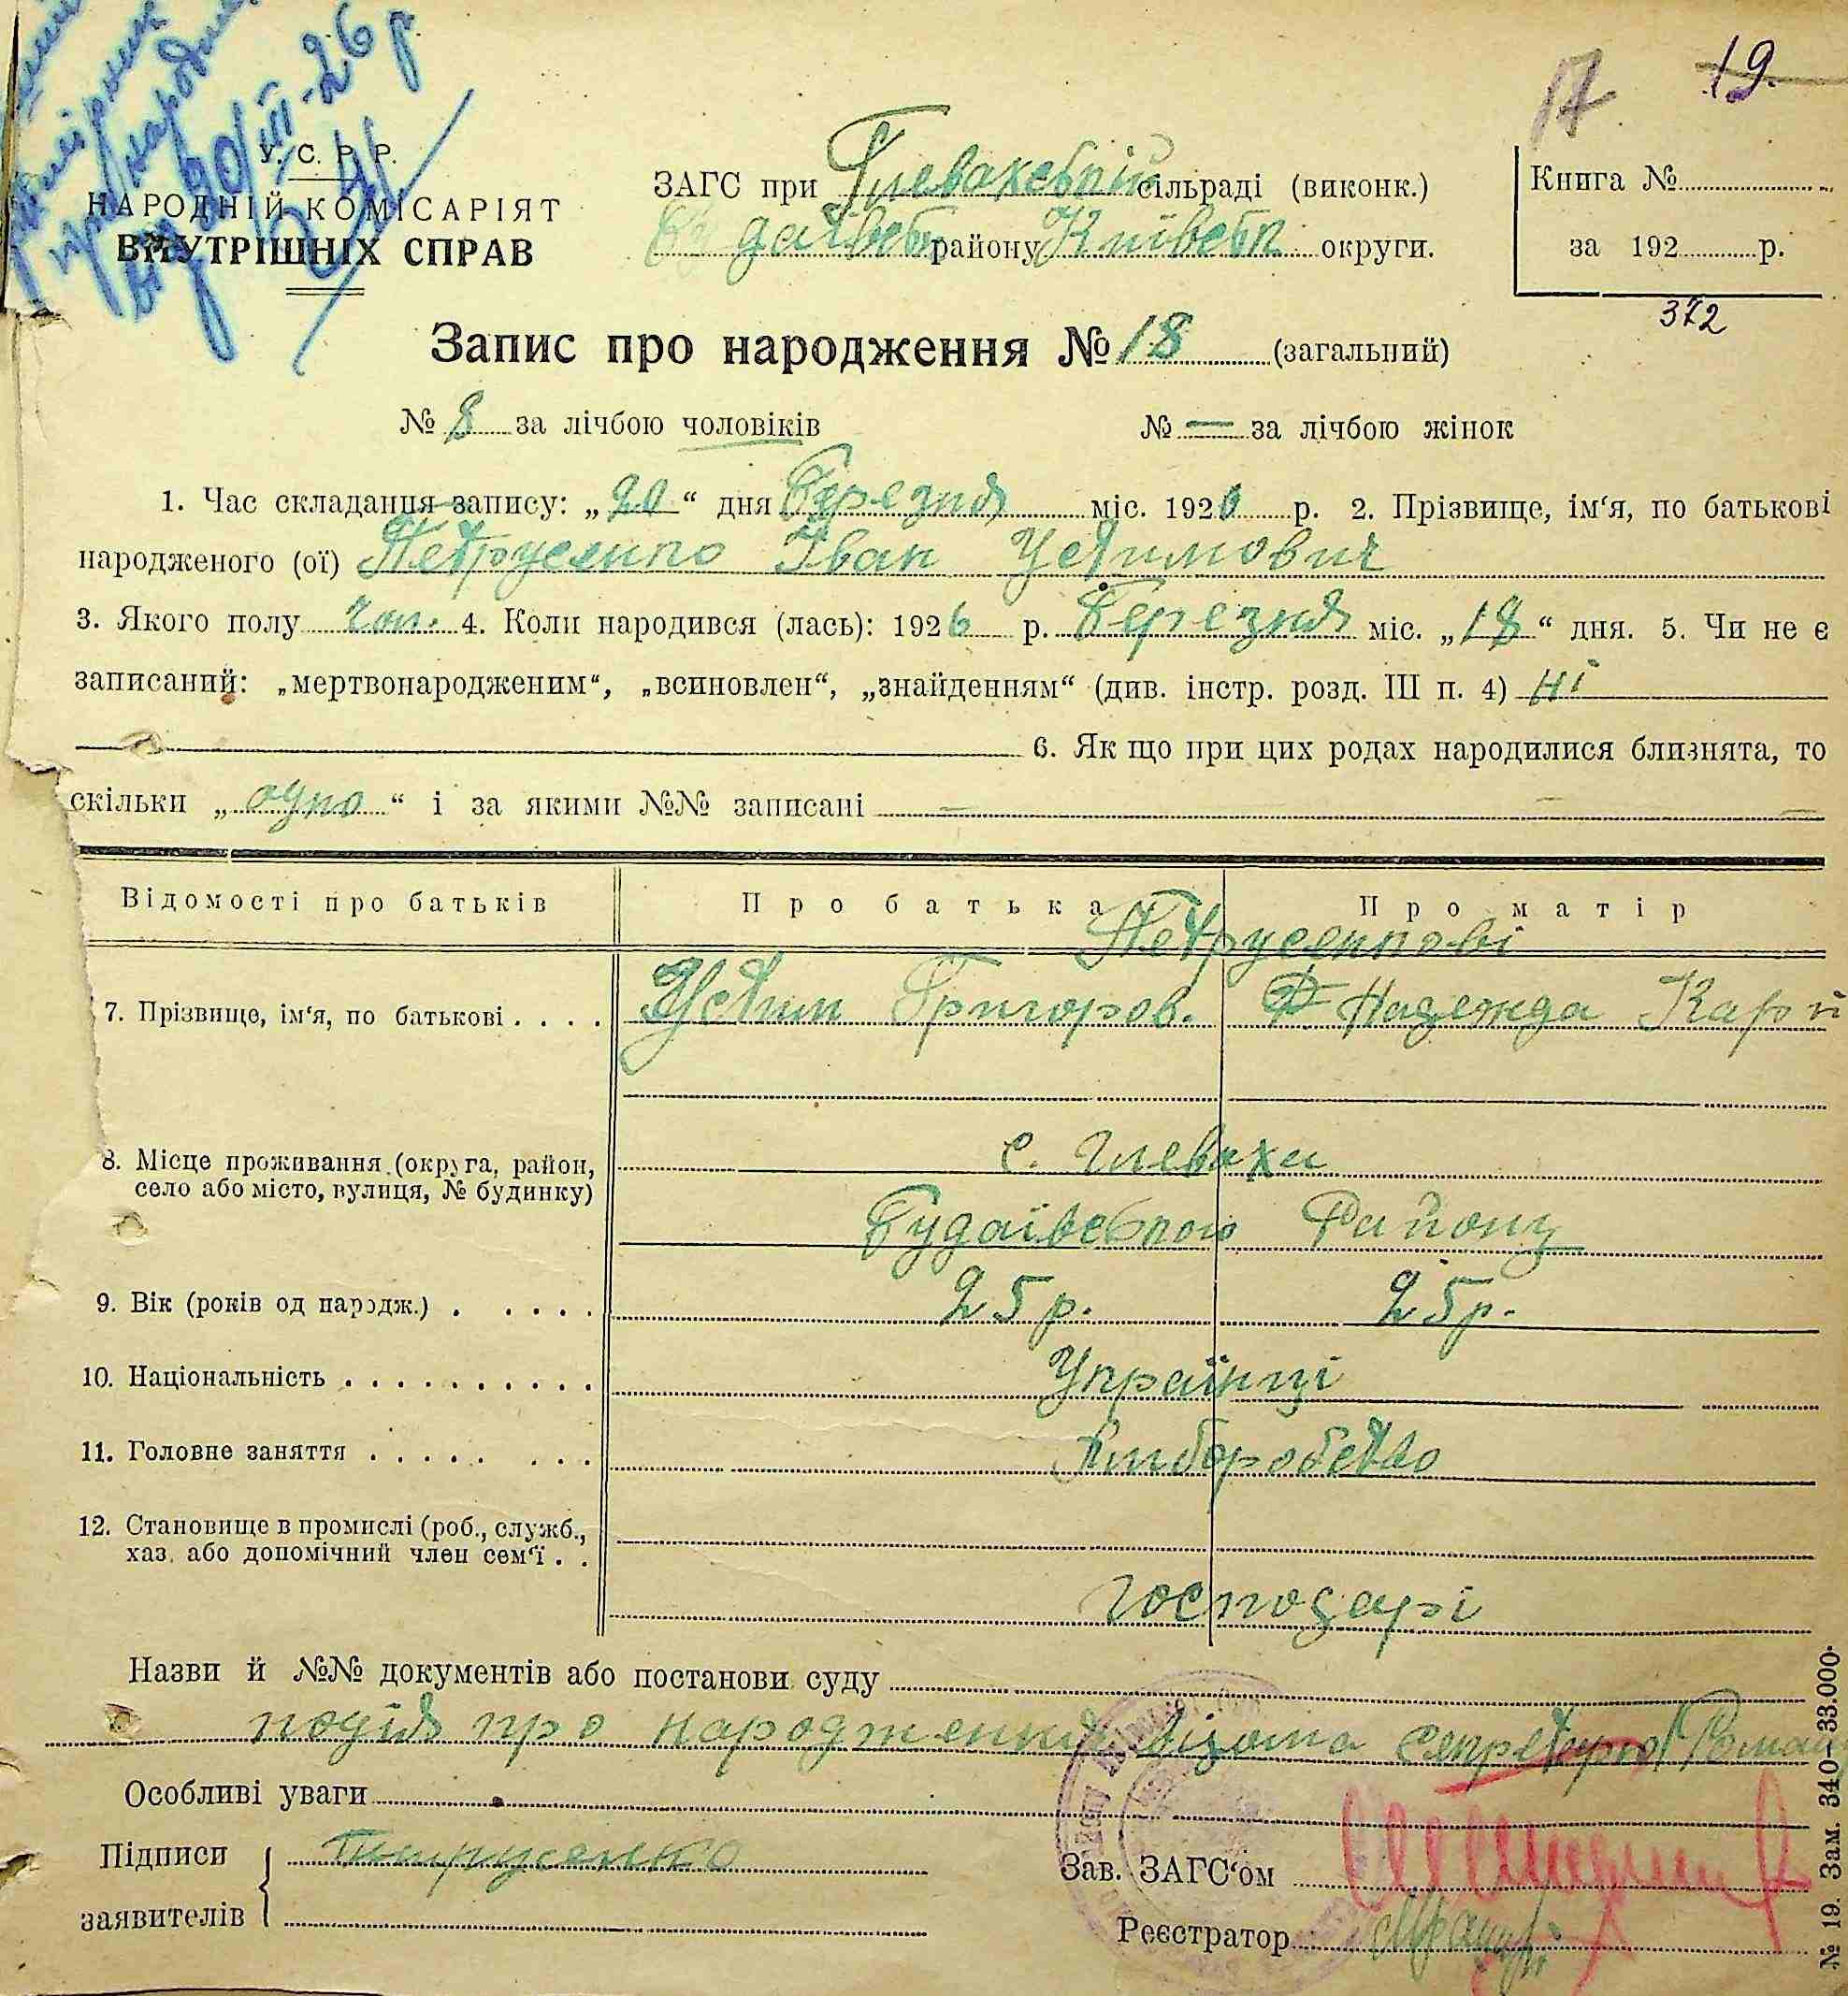 19.
17
У. С. Р. Р.
НАРОДНІЙ КОМІСАРІЯТ
ВНУТРІШНІХ СПРАВ
ЗАГС при Глевахській сільраді (виконк.)
Будаївськ району Київськ округи.
Книга №
за 192 р.
372
Запис про народження № 18 (загальний)
№ 8 за лічбою чоловіків № — за лічбою жінок
1. Час складання запису: „20“ дня Березня міс. 1926 р. 2. Прізвище, ім‘я, по батькові
народженого (ої) Петрусенко Іван Устимович
3. Якого полу чол. 4. Коли народився (лась): 1926 р. Березня міс. „18“ дня. 5. Чи не є
записаний: „мертвонародженим“, „всиновлен“, „знайденням“ (див. інстр. розд. III п. 4) ні
6. Як що при цих родах народилися близнята, то
скільки „одно“ і за якими №№ записані —
Відомості про батьків Про батька Про матір
Петрусенкові
7. Прізвище, ім‘я, по батькові . . . . Устим Григоров. Надежда
8. Місце проживання (округа, район, с. Глеваха
село або місто, вулиця, № будинку)
Будаївського Району
9. Вік (років од народж.) . . . . . 25 р. 25 р.
10. Національність . . . . . . . . . . Українці
11. Головне заняття . . . . . . . . Хліборобство
12. Становище в промислі (роб., служб.,
хаз. або допомічний член сем‘ї . .
господарі
Назви й №№ документів або постанови суду
подія про народження відома секретарю
Особливі уваги
Підписи Петрусенко
заявителів
Зав. ЗАГС‘ом
Реєстратор
№ 19. Зам. 340—33.000.